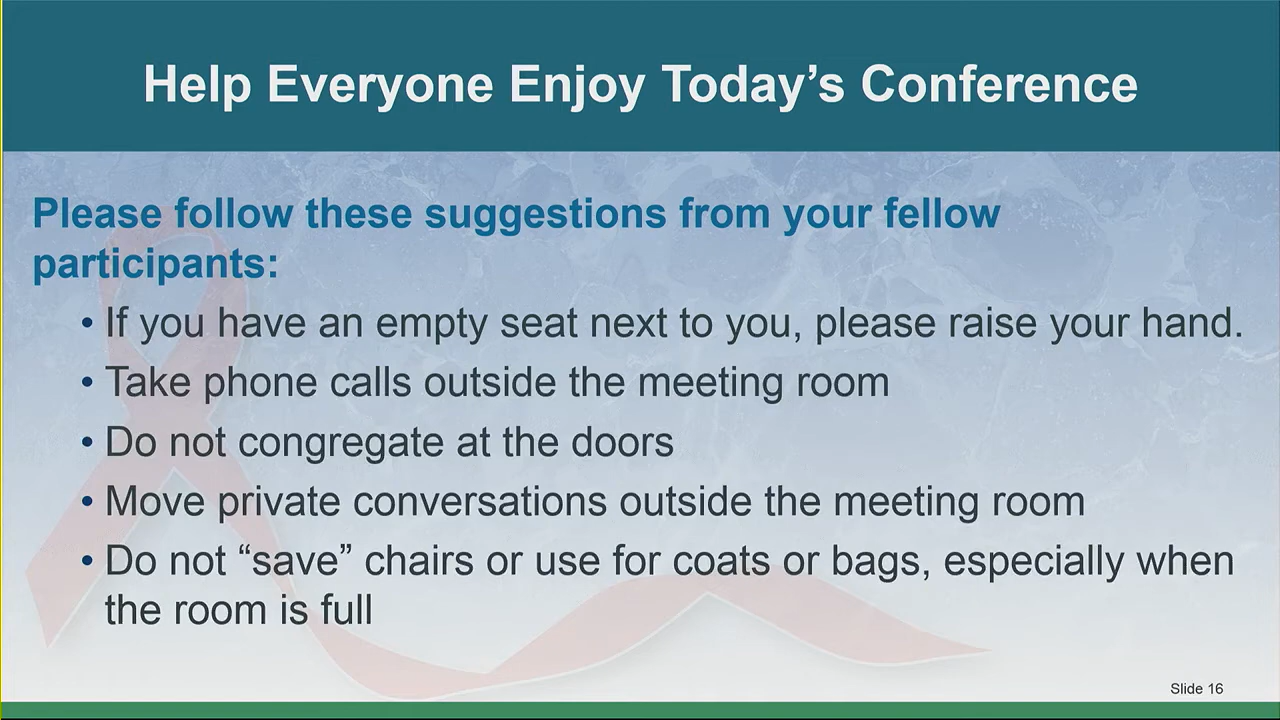 Help Everyone Enjoy Today’s Conference
Please follow these suggestions from your fellow
participants:
• If you have an empty seat next to you, please raise your hand.
• Take phone calls outside the meeting room
• Do not congregate at the doors
• Move private conversations outside the meeting room
• Do not “save” chairs or use for coats or bags, especially when
the room is full
Slide 16